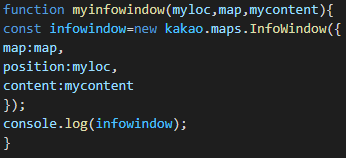 function myinfowindow(myloc,map,mycontent){
const infowindow=new kakao.maps.InfoWindow({
map:map,
position:myloc,
content:mycontent
});
console.log(infowindow);
}